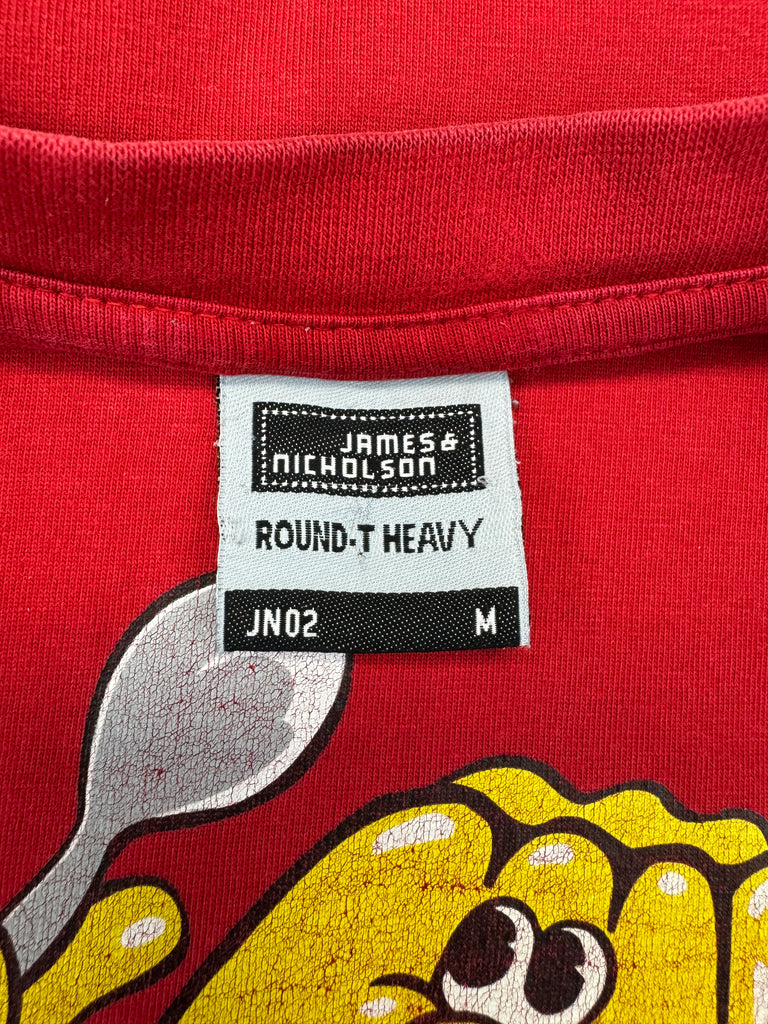 JAMES &
NICHOLSON
ROUND-T HEAVY
JN02 M